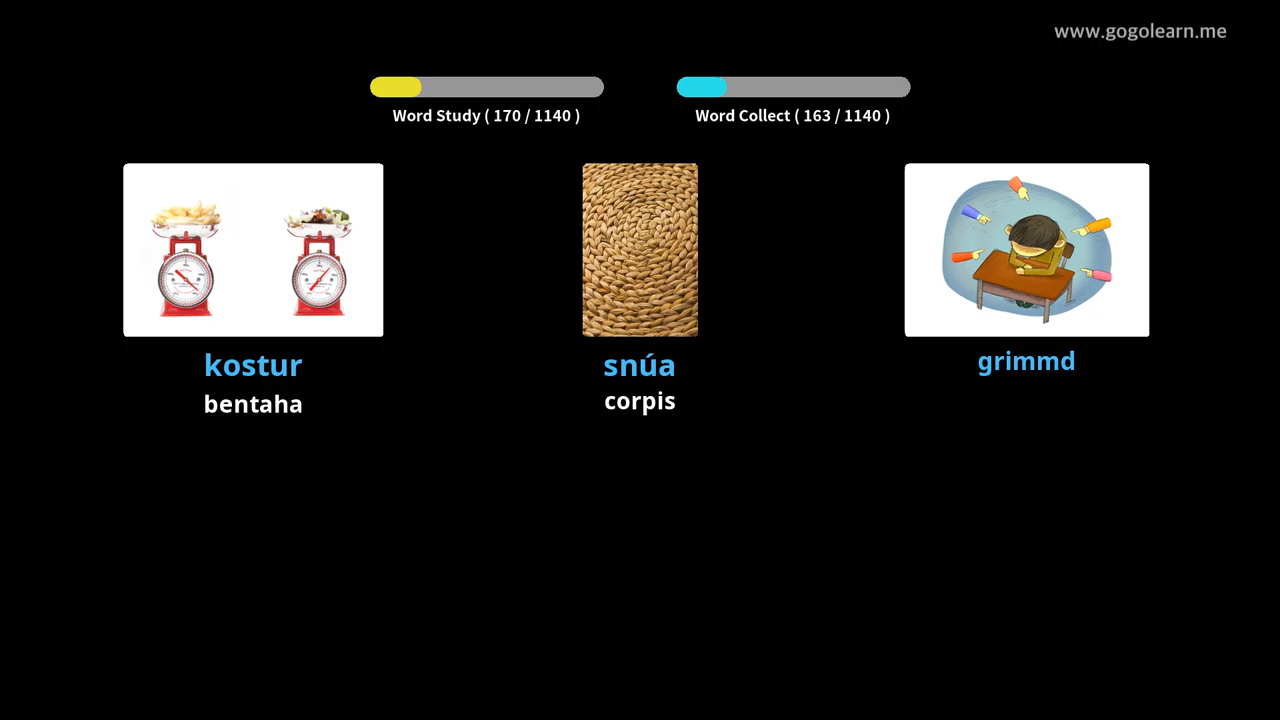 www.gogolearn.me
Word Study ( 170 / 1140 )
Word Collect ( 163 / 1140 )
kostur
snúa
grimmd
bentaha
corpis